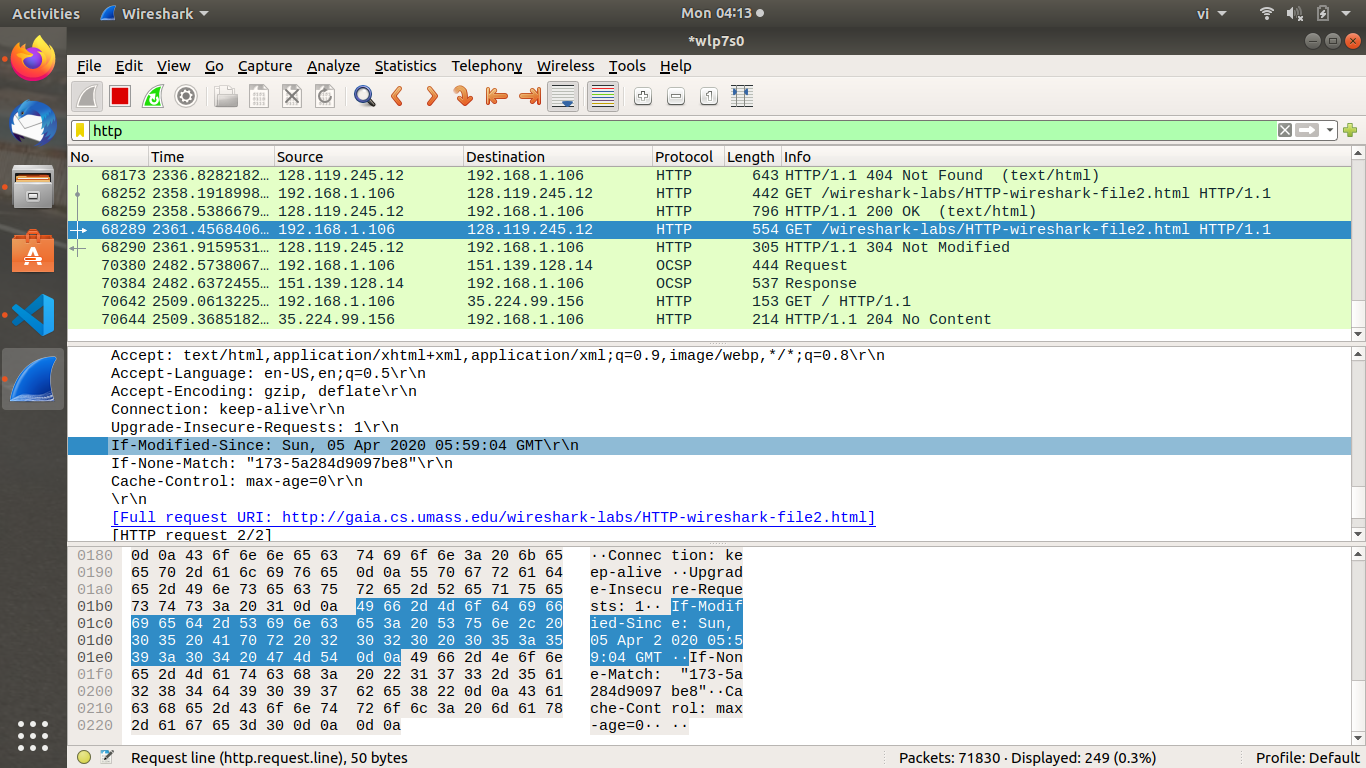 Activities Wireshark Mon 04:13 vi
*wlp7s0
File Edit View Go Capture Analyze Statistics Telephony Wireless Tools Help
http
No. Time Source Destination Protocol Length Info
68173 2336.8282182… 128.119.245.12 192.168.1.106 HTTP 643 HTTP/1.1 404 Not Found (text/html)
68252 2358.1918998… 192.168.1.106 128.119.245.12 HTTP 442 GET /wireshark-labs/HTTP-wireshark-file2.html HTTP/1.1
68259 2358.5386679… 128.119.245.12 192.168.1.106 HTTP 796 HTTP/1.1 200 OK (text/html)
68289 2361.4568406… 192.168.1.106 128.119.245.12 HTTP 554 GET /wireshark-labs/HTTP-wireshark-file2.html HTTP/1.1
68290 2361.9159531… 128.119.245.12 192.168.1.106 HTTP 305 HTTP/1.1 304 Not Modified
70380 2482.5738067… 192.168.1.106 151.139.128.14 OCSP 444 Request
70384 2482.6372455… 151.139.128.14 192.168.1.106 OCSP 537 Response
70642 2509.0613225… 192.168.1.106 35.224.99.156 HTTP 153 GET / HTTP/1.1
70644 2509.3685182… 35.224.99.156 192.168.1.106 HTTP 214 HTTP/1.1 204 No Content
Accept: text/html,application/xhtml+xml,application/xml;q=0.9,image/webp,*/*;q=0.8\r\n
Accept-Language: en-US,en;q=0.5\r\n
Accept-Encoding: gzip, deflate\r\n
Connection: keep-alive\r\n
Upgrade-Insecure-Requests: 1\r\n
If-Modified-Since: Sun, 05 Apr 2020 05:59:04 GMT\r\n
If-None-Match: "173-5a284d9097be8"\r\n
Cache-Control: max-age=0\r\n
\r\n
[Full request URI: http://gaia.cs.umass.edu/wireshark-labs/HTTP-wireshark-file2.html]
[HTTP request 2/2]
0180 0d 0a 43 6f 6e 6e 65 63 74 69 6f 6e 3a 20 6b 65 ··Connec tion: ke
0190 65 70 2d 61 6c 69 76 65 0d 0a 55 70 67 72 61 64 ep-alive ··Upgrad
01a0 65 2d 49 6e 73 65 63 75 72 65 2d 52 65 71 75 65 e-Insecu re-Reque
01b0 73 74 73 3a 20 31 0d 0a 49 66 2d 4d 6f 64 69 66 sts: 1·· If-Modif
01c0 69 65 64 2d 53 69 6e 63 65 3a 20 53 75 6e 2c 20 ied-Sinc e: Sun,
01d0 30 35 20 41 70 72 20 32 30 32 30 20 30 35 3a 35 05 Apr 2 020 05:5
01e0 39 3a 30 34 20 47 4d 54 0d 0a 49 66 2d 4e 6f 6e 9:04 GMT ··If-Non
01f0 65 2d 4d 61 74 63 68 3a 20 22 31 37 33 2d 35 61 e-Match: "173-5a
0200 32 38 34 64 39 30 39 37 62 65 38 22 0d 0a 43 61 284d9097 be8"··Ca
0210 63 68 65 2d 43 6f 6e 74 72 6f 6c 3a 20 6d 61 78 che-Cont rol: max
0220 2d 61 67 65 3d 30 0d 0a 0d 0a -age=0·· ··
Request line (http.request.line), 50 bytes Packets: 71830 · Displayed: 249 (0.3%) Profile: Default